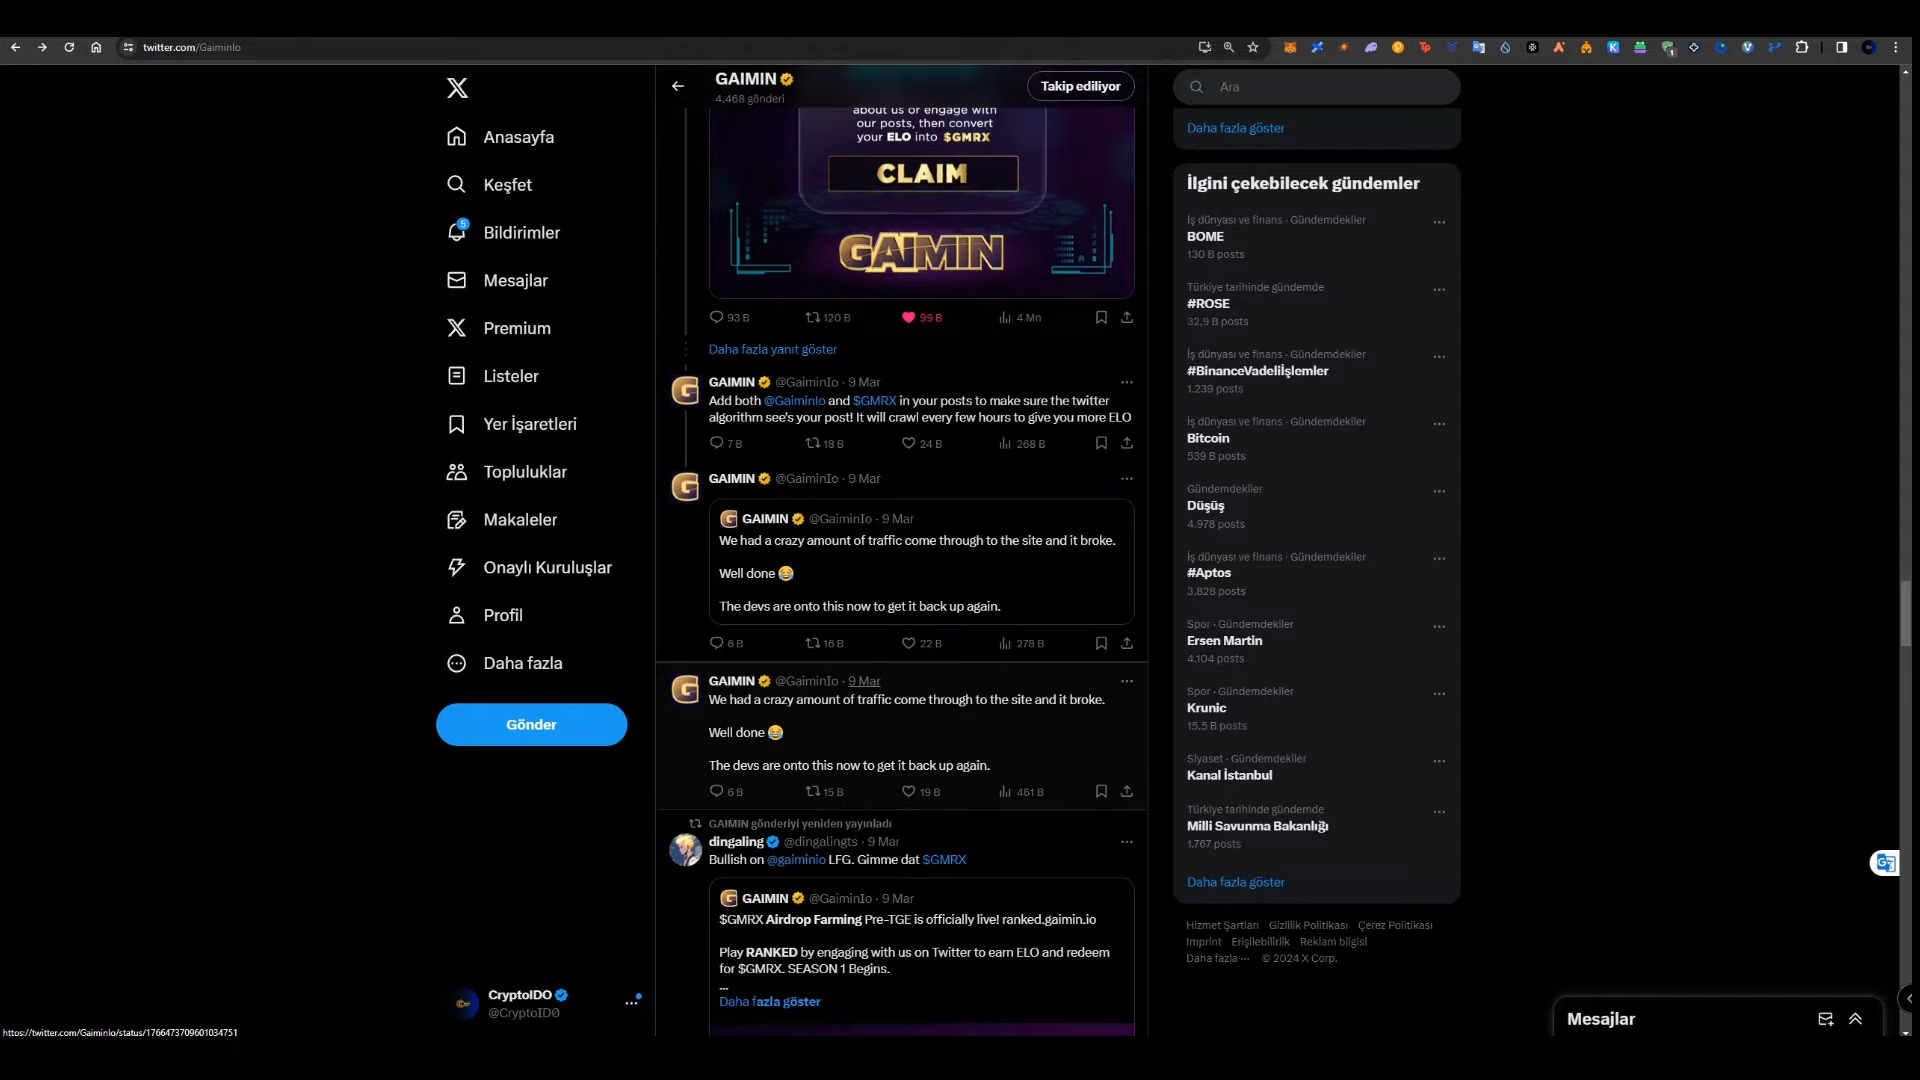 twitter.com/GaiminIo
Anasayfa
Keşfet
5
Bildirimler
Mesajlar
Premium
Listeler
Yer İşaretleri
Topluluklar
Makaleler
Onaylı Kuruluşlar
Profil
Daha fazla
Gönder
CryptoIDO
@CryptoID0
https://twitter.com/GaiminIo/status/1766473709601034751
GAIMIN
4.468 gönderi
Takip ediliyor
about us or engage with
our posts, then convert
your ELO into $GMRX
CLAIM
GAIMIN
93 B 120 B 99 B 4 Mn
Daha fazla yanıt göster
GAIMIN @GaiminIo · 9 Mar
Add both @GaiminIo and $GMRX in your posts to make sure the twitter
algorithm see's your post! It will crawl every few hours to give you more ELO
7 B 18 B 24 B 268 B
GAIMIN @GaiminIo · 9 Mar
GAIMIN @GaiminIo · 9 Mar
We had a crazy amount of traffic come through to the site and it broke.
Well done 😂
The devs are onto this now to get it back up again.
6 B 16 B 22 B 278 B
GAIMIN @GaiminIo · 9 Mar
We had a crazy amount of traffic come through to the site and it broke.
Well done 😂
The devs are onto this now to get it back up again.
6 B 15 B 19 B 461 B
GAIMIN gönderiyi yeniden yayınladı
dingaling @dingalingts · 9 Mar
Bullish on @gaiminio LFG. Gimme dat $GMRX
GAIMIN @GaiminIo · 9 Mar
$GMRX Airdrop Farming Pre-TGE is officially live! ranked.gaimin.io
Play RANKED by engaging with us on Twitter to earn ELO and redeem
for $GMRX. SEASON 1 Begins.
...
Daha fazla göster
Ara
Daha fazla göster
İlgini çekebilecek gündemler
İş dünyası ve finans · Gündemdekiler
BOME
130 B posts
Türkiye tarihinde gündemde
#ROSE
32,9 B posts
İş dünyası ve finans · Gündemdekiler
#BinanceVadeliİşlemler
1.239 posts
İş dünyası ve finans · Gündemdekiler
Bitcoin
539 B posts
Gündemdekiler
Düşüş
4.978 posts
İş dünyası ve finans · Gündemdekiler
#Aptos
3.828 posts
Spor · Gündemdekiler
Ersen Martin
4.104 posts
Spor · Gündemdekiler
Krunic
15,5 B posts
Siyaset · Gündemdekiler
Kanal İstanbul
Türkiye tarihinde gündemde
Milli Savunma Bakanlığı
1.767 posts
Daha fazla göster
Hizmet Şartları Gizlilik Politikası Çerez Politikası
Imprint Erişilebilirlik Reklam bilgisi
Daha fazla ··· © 2024 X Corp.
Mesajlar